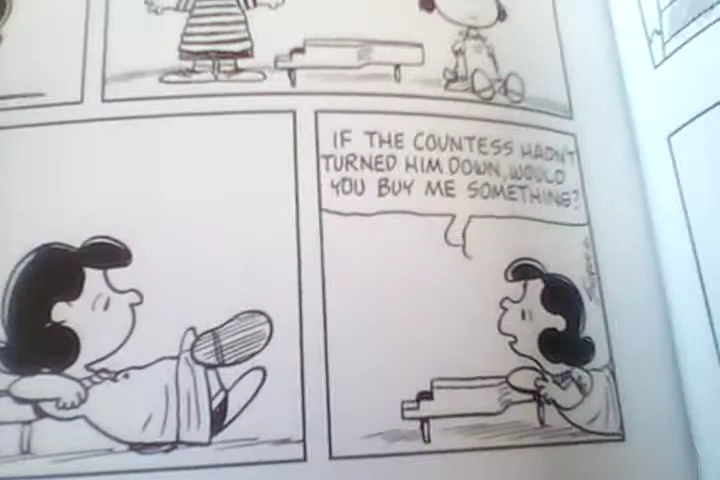 IF THE COUNTESS HADN'T
TURNED HIM DOWN, WOULD
YOU BUY ME SOMETHING?